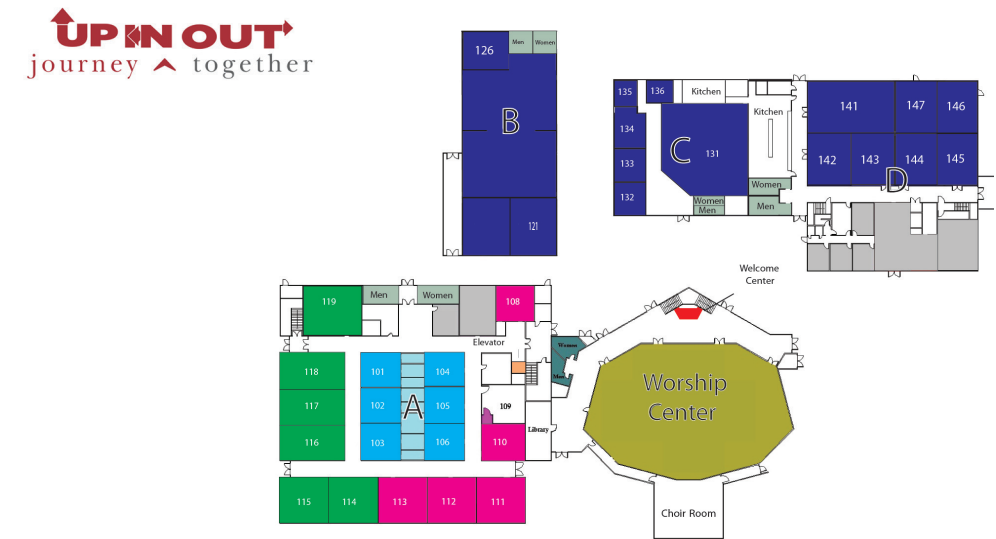 UP IN OUT
journey together
126
Men
Women
B
121
135
136
Kitchen
134
133
132
C
131
Women
Men
Kitchen
Women
Men
141
147
146
142
143
144
145
D
Welcome
Center
119
Men
Women
108
Elevator
118
117
116
101
102
103
A
104
105
106
109
110
Library
Women
Men
115
114
113
112
111
Worship
Center
Choir Room